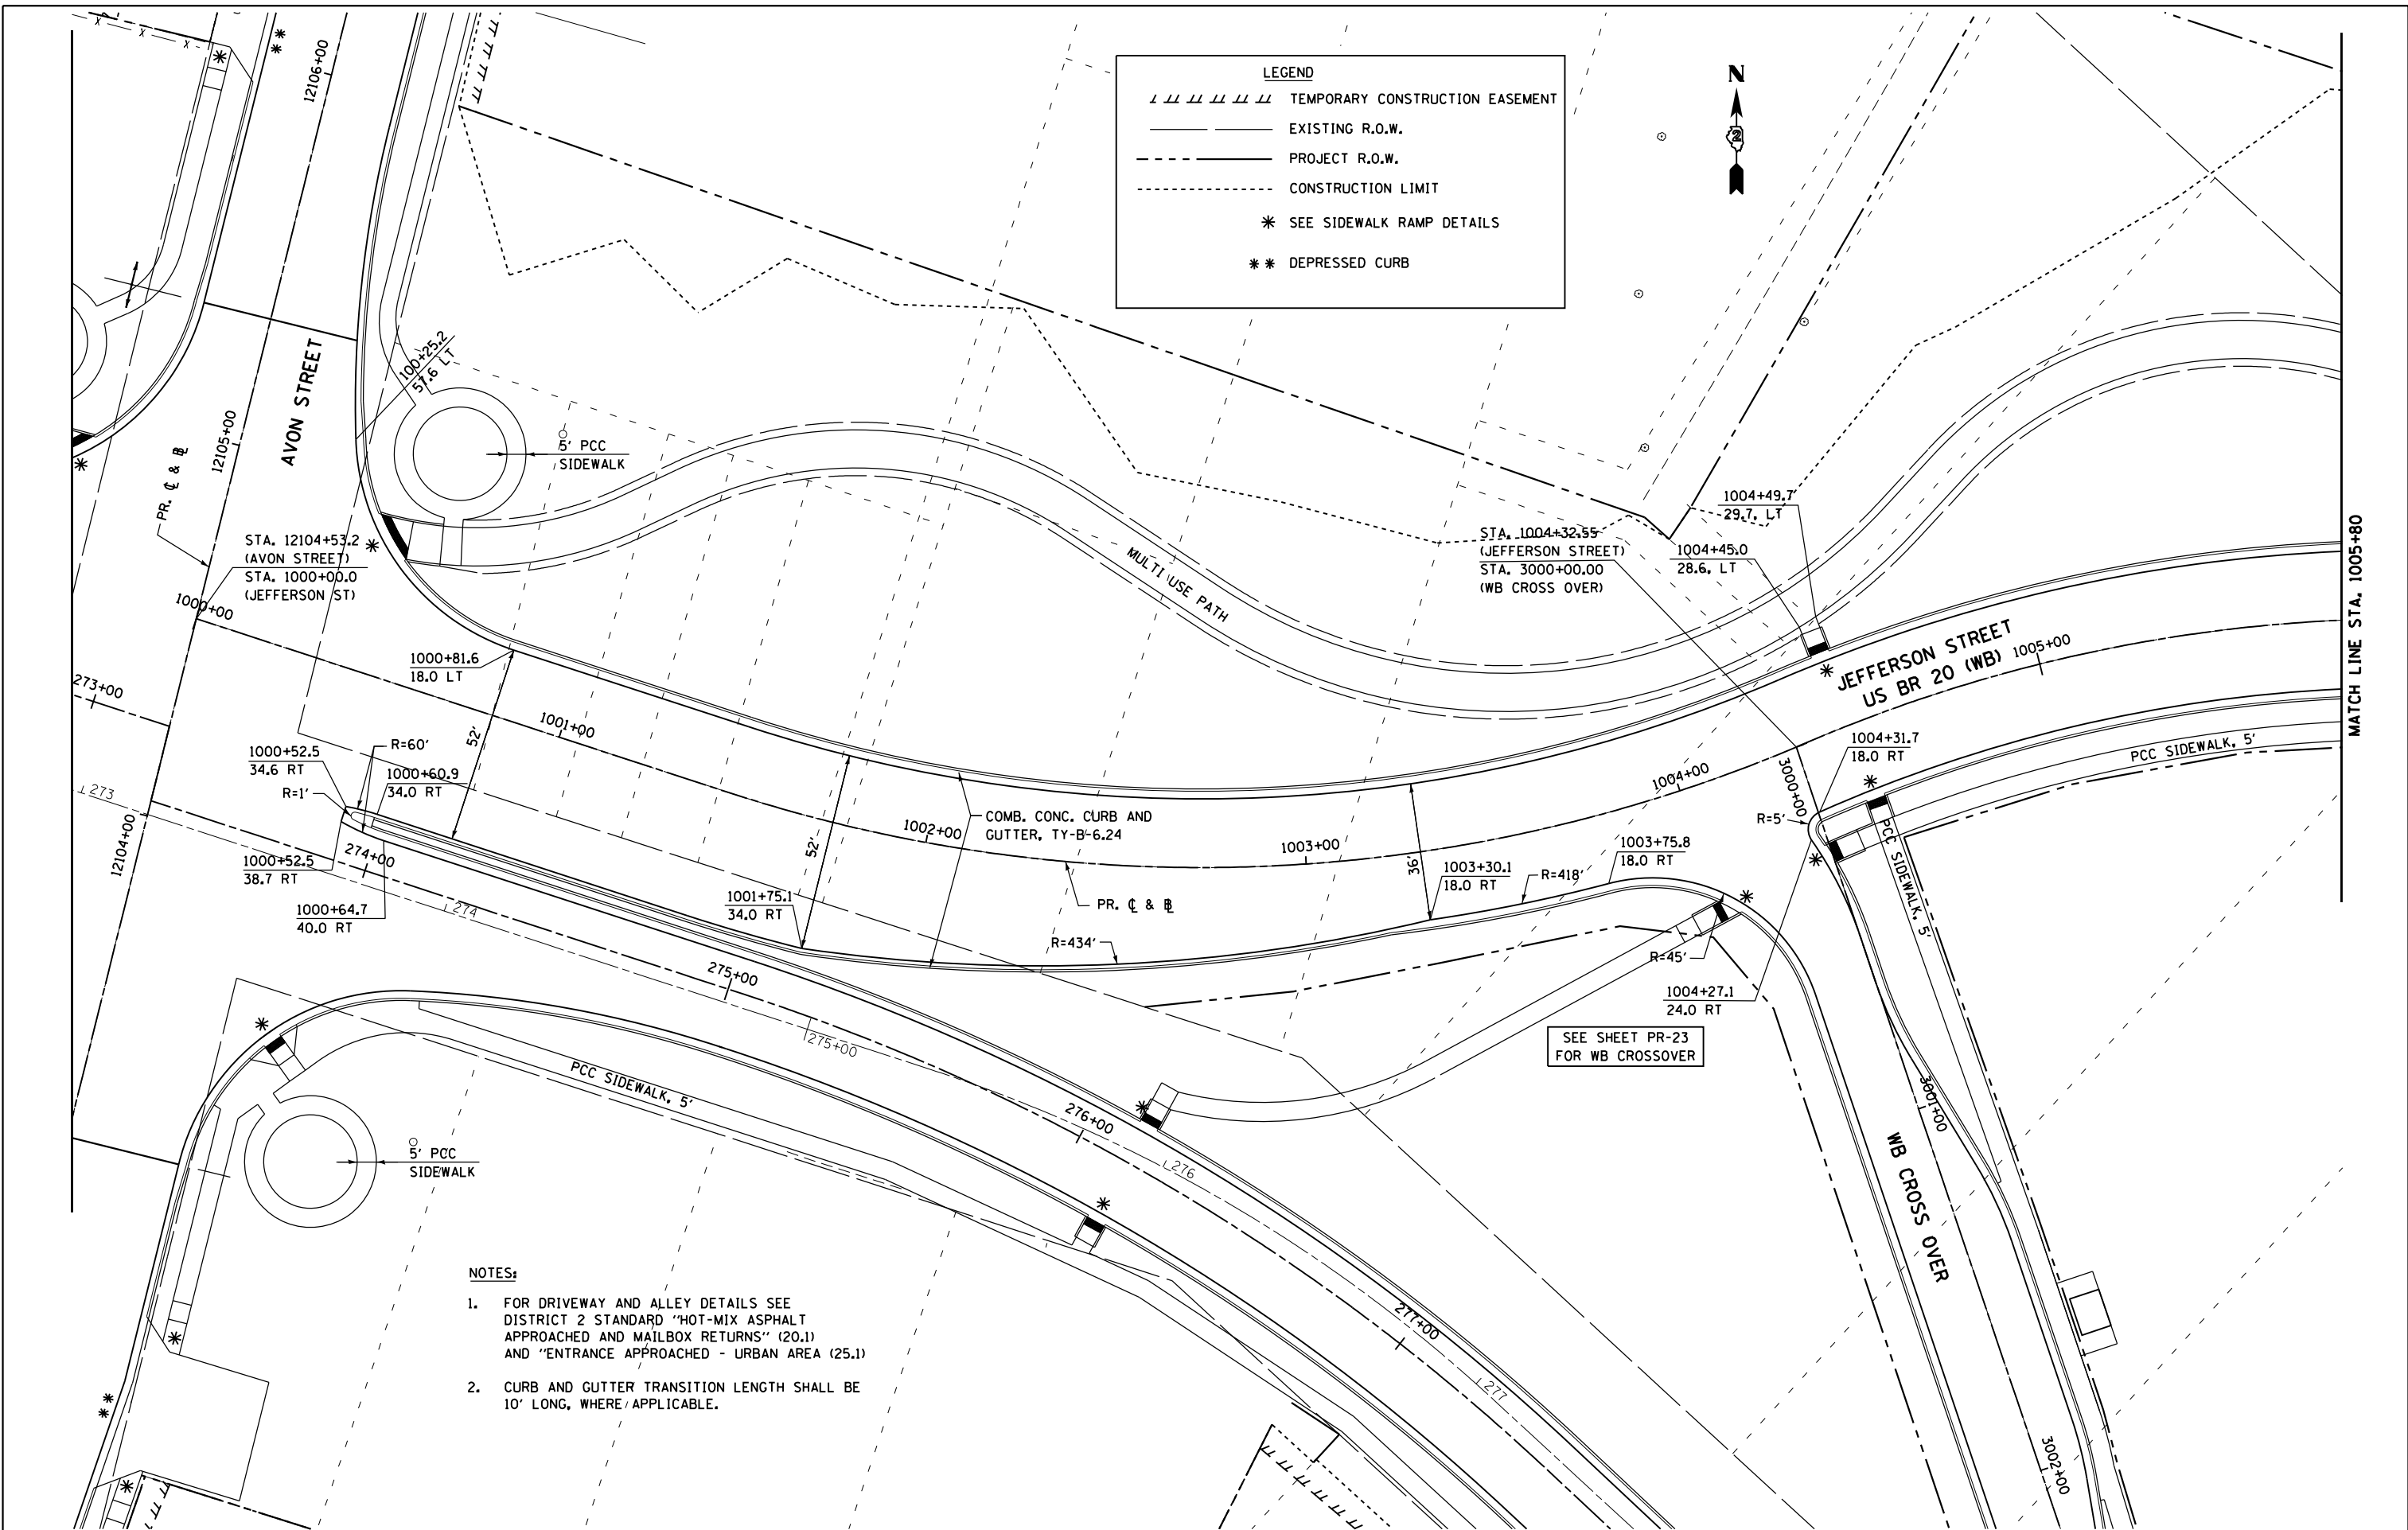 LEGEND
TEMPORARY CONSTRUCTION EASEMENT
EXISTING R.O.W.
PROJECT R.O.W.
CONSTRUCTION LIMIT
* SEE SIDEWALK RAMP DETAILS
** DEPRESSED CURB
N
2
12106+00
AVON STREET
12105+00
PR. ℄ & BL
100+25.2
57.6 LT
5' PCC
SIDEWALK
STA. 12104+53.2
(AVON STREET)
STA. 1000+00.0
(JEFFERSON ST)
1000+00
MULTI USE PATH
STA. 1004+32.55
(JEFFERSON STREET)
STA. 3000+00.00
(WB CROSS OVER)
1004+49.7
29.7, LT
1004+45.0
28.6, LT
JEFFERSON STREET
US BR 20 (WB)
1005+00
MATCH LINE STA. 1005+80
273+00
1000+81.6
18.0 LT
52'
1001+00
1000+52.5
34.6 RT
R=60'
1000+60.9
34.0 RT
R=1'
273
12104+00
274+00
1000+52.5
38.7 RT
1000+64.7
40.0 RT
274
1001+75.1
34.0 RT
52'
1002+00
COMB. CONC. CURB AND
GUTTER, TY-B-6.24
PR. ℄ & BL
R=434'
1003+00
36'
1003+30.1
18.0 RT
R=418'
1003+75.8
18.0 RT
1004+00
3000+00
1004+31.7
18.0 RT
R=5'
PCC SIDEWALK, 5'
PCC SIDEWALK, 5'
R=45'
1004+27.1
24.0 RT
SEE SHEET PR-23
FOR WB CROSSOVER
275+00
275+00
PCC SIDEWALK, 5'
276+00
276
3001+00
WB CROSS OVER
5' PCC
SIDEWALK
277+00
277
3002+00
NOTES:
1. FOR DRIVEWAY AND ALLEY DETAILS SEE
DISTRICT 2 STANDARD "HOT-MIX ASPHALT
APPROACHED AND MAILBOX RETURNS" (20.1)
AND "ENTRANCE APPROACHED - URBAN AREA (25.1)
2. CURB AND GUTTER TRANSITION LENGTH SHALL BE
10' LONG, WHERE APPLICABLE.